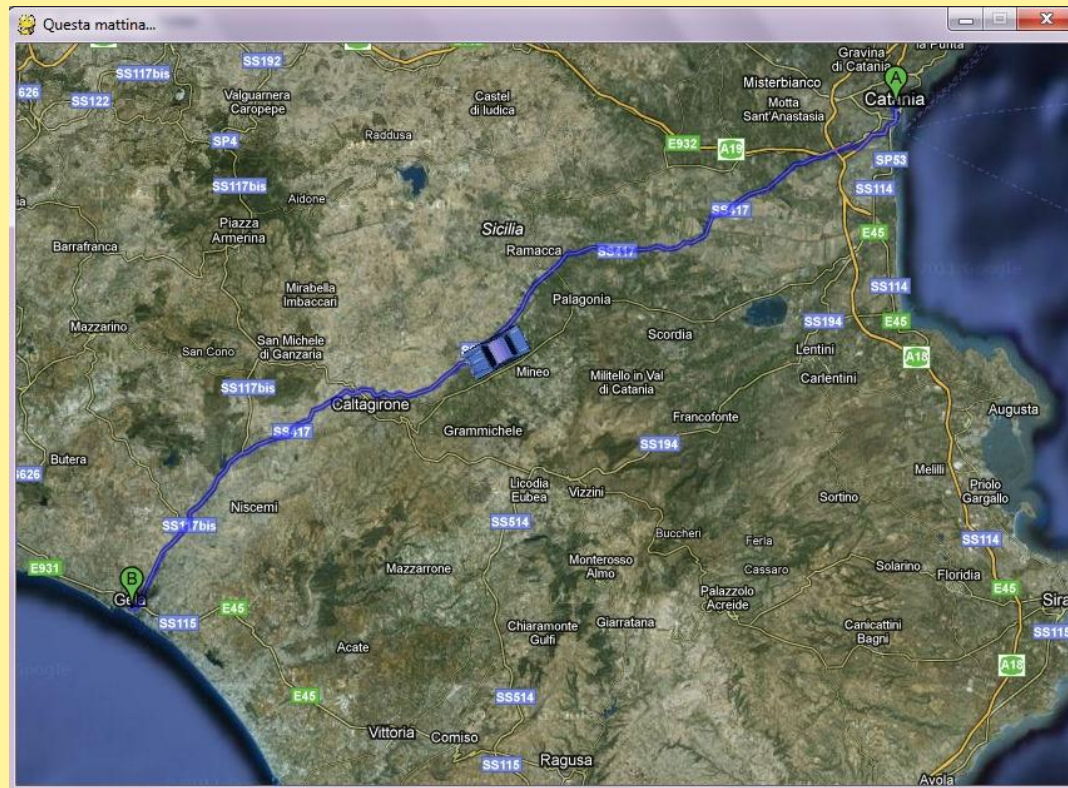 Questa mattina...
la Punta
Gravina
di Catania
SS192
SS117bis
Misterbianco
A
SS122
Valguarnera
Caropepe
Castel
di Iudica
Catania
Motta
Sant'Anastasia
Raddusa
SP4
E932
A19
SP53
SS117bis
SS114
Aidone
SS417
Piazza
Armerina
Sicilia
E45
Barrafranca
Ramacca
SS417
SS114
Mirabella
Imbaccari
Palagonia
Mazzarino
SS194
E45
Scordia
San Michele
di Ganzaria
San Cono
Lentini
A18
Mineo
Militello in Val
di Catania
Carlentini
SS117bis
Caltagirone
Augusta
Francofonte
SS417
Grammichele
SS194
Butera
S626
Melilli
Licodia
Eubea
Vizzini
Priolo
Gargallo
Sortino
Niscemi
SS117bis
SS514
Buccheri
Ferla
SS114
E931
Mazzarrone
Monterosso
Almo
Cassaro
Solarino
Floridia
B
Palazzolo
Acreide
E45
Gela
E45
SS115
Chiaramonte
Gulfi
Giarratana
Canicattini
Bagni
SS115
Acate
A18
E45
SS514
Vittoria
Comiso
SS115
Ragusa
Avola